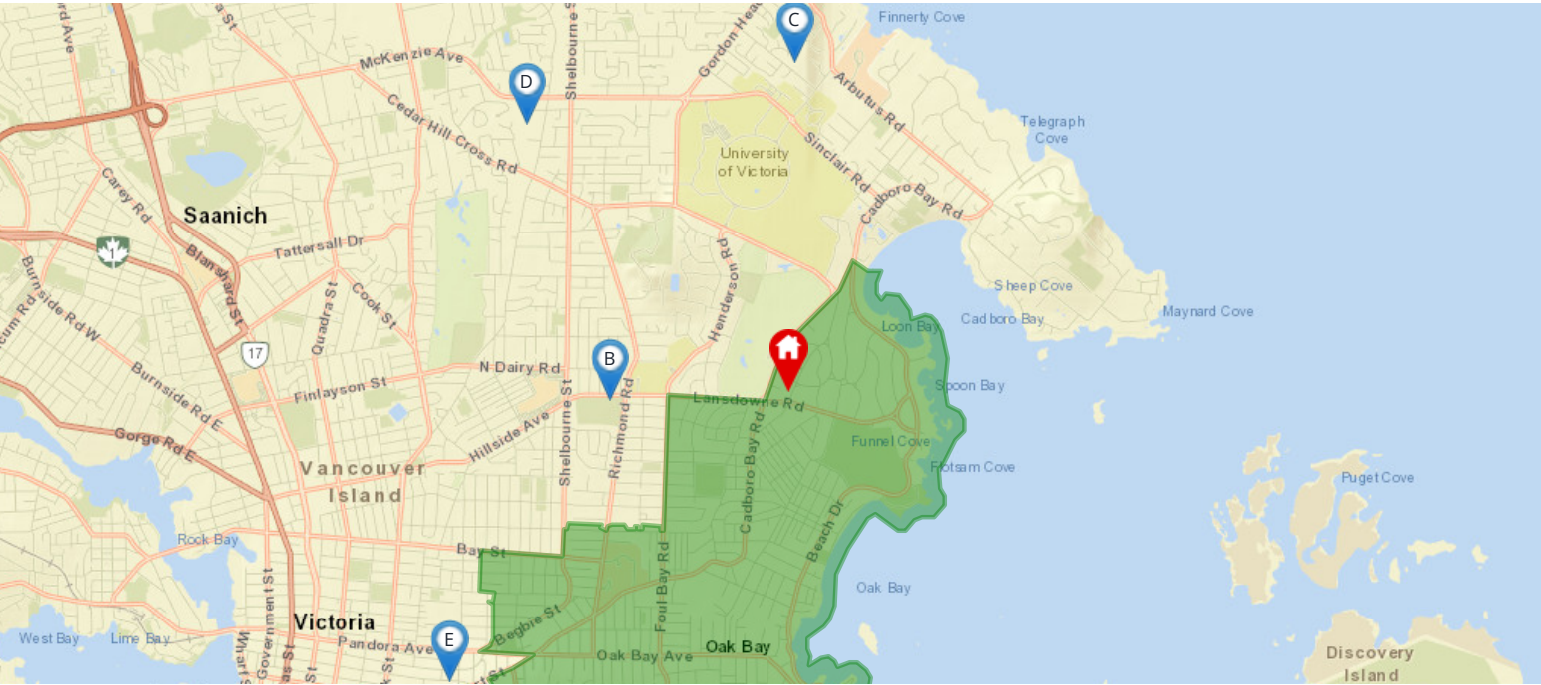 Finnerty Cove
C
Gordon Hea
Shelbourne S
McKenzie Ave
D
Arbutus Rd
Telegraph
Cove
Cedar Hill Cross Rd
Sinclair Rd
University
of Victoria
Carey Rd
Saanich
Cadboro Bay Rd
Tattersall Dr
1
Blanshard St
Henderson Rd
Burnside Rd W
Quadra St
Cook St
Sheep Cove
Maynard Cove
Cadboro Bay
Loon Bay
17
B
N Dairy Rd
Burnside Rd E
Finlayson St
Spoon Bay
Lansdowne Rd
Hillside Ave
Shelbourne St
Richmond Rd
Gorge Rd E
Funnel Cove
Flotsam Cove
Vancouver
Island
Cadboro Bay Rd
Puget Cove
Beach Dr
Rock Bay
Bay St
Foul Bay Rd
Oak Bay
Government St
Begbie St
Victoria
West Bay
Lime Bay
Wharf S
Pandora Ave
E
Oak Bay
Oak Bay Ave
Discovery
Island